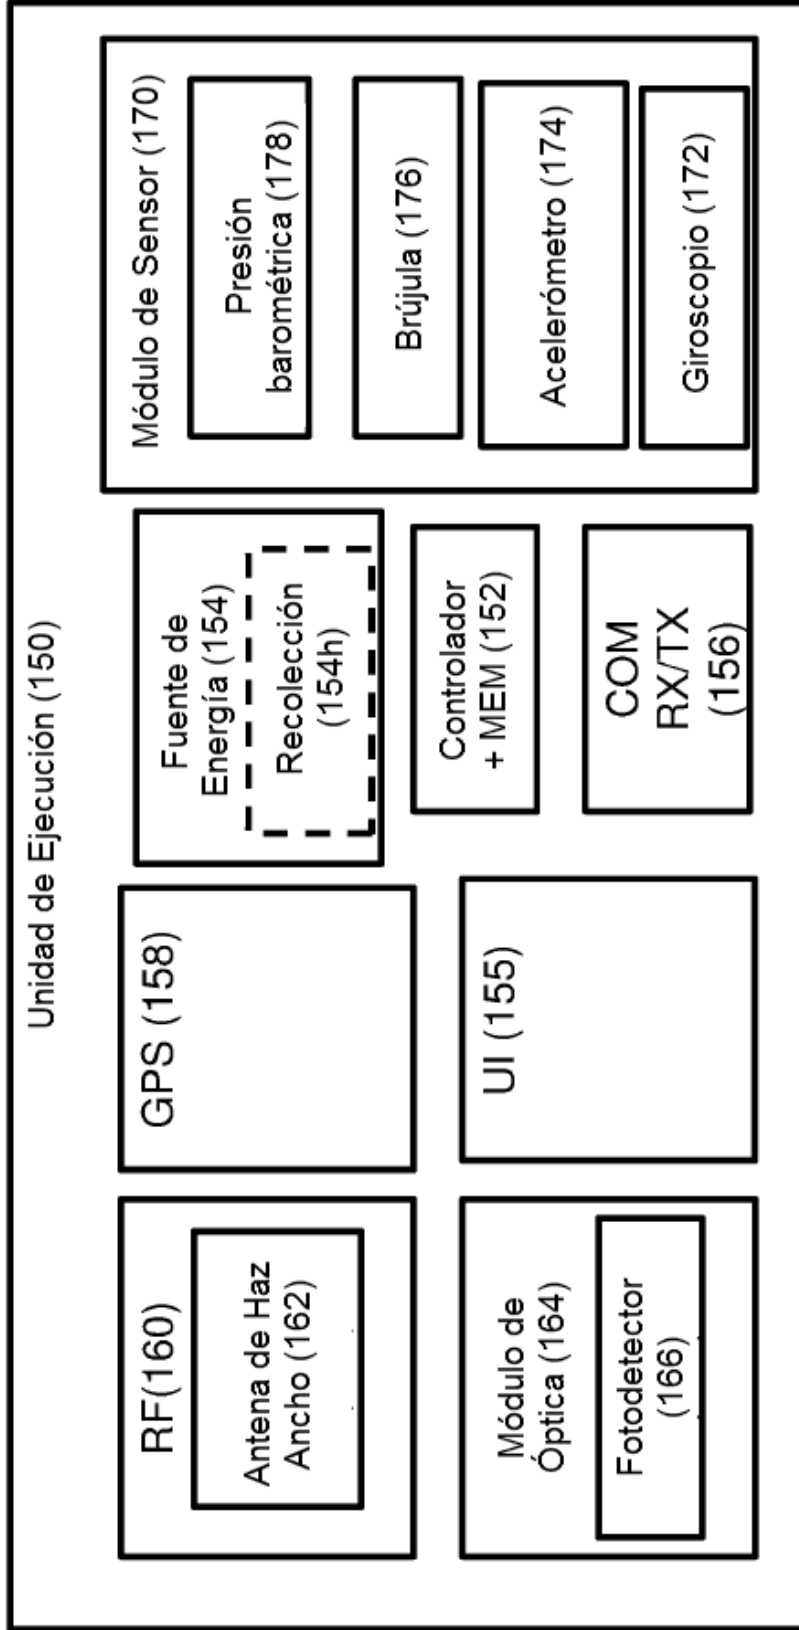 Unidad de Ejecución (150)
RF(160)
Antena de Haz
Ancho (162)
GPS (158)
Fuente de
Energía (154)
Recolección
(154h)
Módulo de Sensor (170)
Presión
barométrica (178)
Brújula (176)
Acelerómetro (174)
Giroscopio (172)
Módulo de
Óptica (164)
Fotodetector
(166)
UI (155)
Controlador
+ MEM (152)
COM
RX/TX
(156)